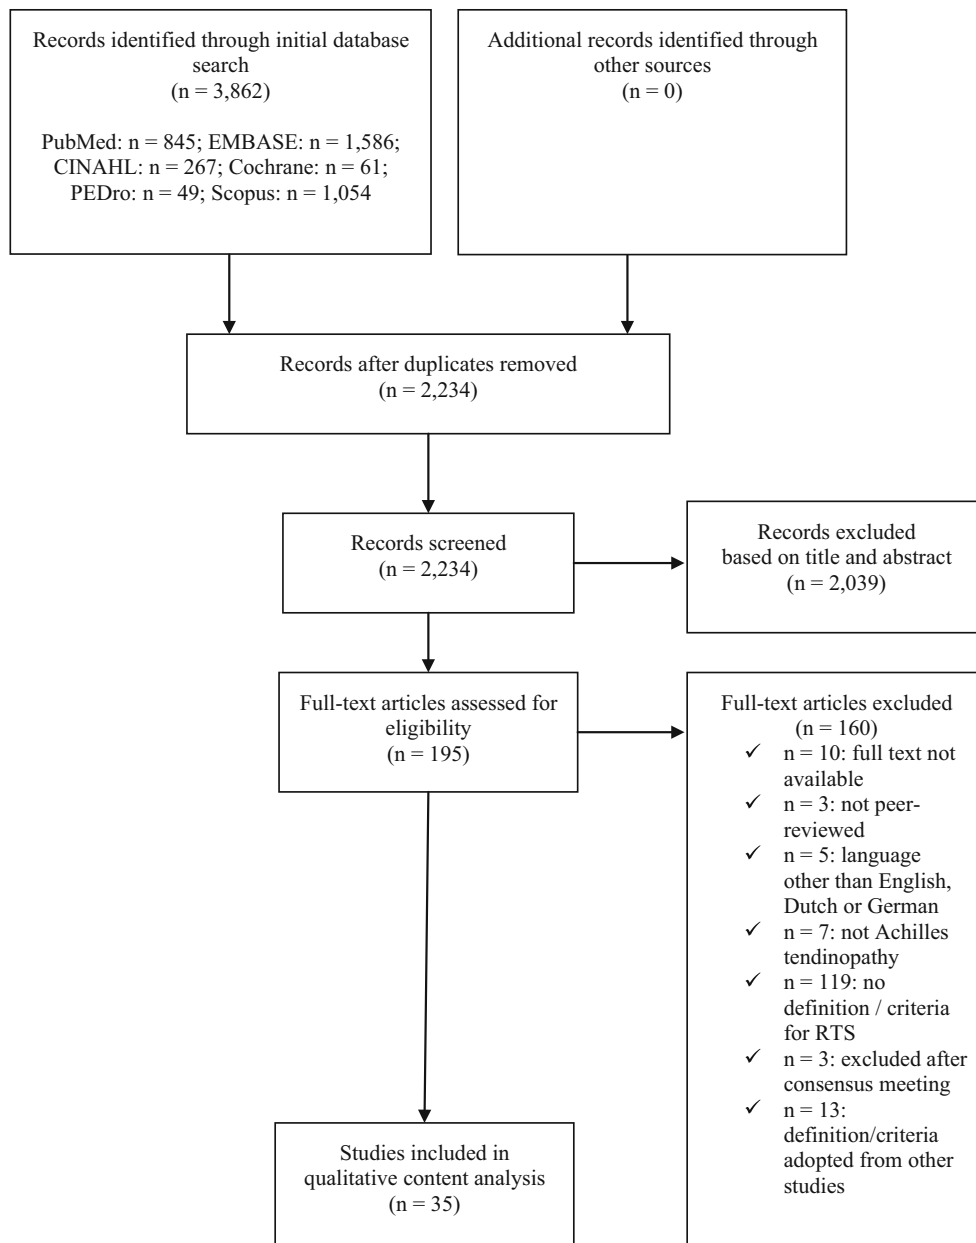 Records identified through initial database
search
(n = 3,862)
PubMed: n = 845; EMBASE: n = 1,586;
CINAHL: n = 267; Cochrane: n = 61;
PEDro: n = 49; Scopus: n = 1,054
Additional records identified through
other sources
(n = 0)
Records after duplicates removed
(n = 2,234)
Records screened
(n = 2,234)
Records excluded
based on title and abstract
(n = 2,039)
Full-text articles assessed for
eligibility
(n = 195)
Full-text articles excluded
(n = 160)
✓ n = 10: full text not
available
✓ n = 3: not peer-
reviewed
✓ n = 5: language
other than English,
Dutch or German
✓ n = 7: not Achilles
tendinopathy
✓ n = 119: no
definition / criteria
for RTS
✓ n = 3: excluded after
consensus meeting
✓ n = 13:
definition/criteria
adopted from other
studies
Studies included in
qualitative content analysis
(n = 35)